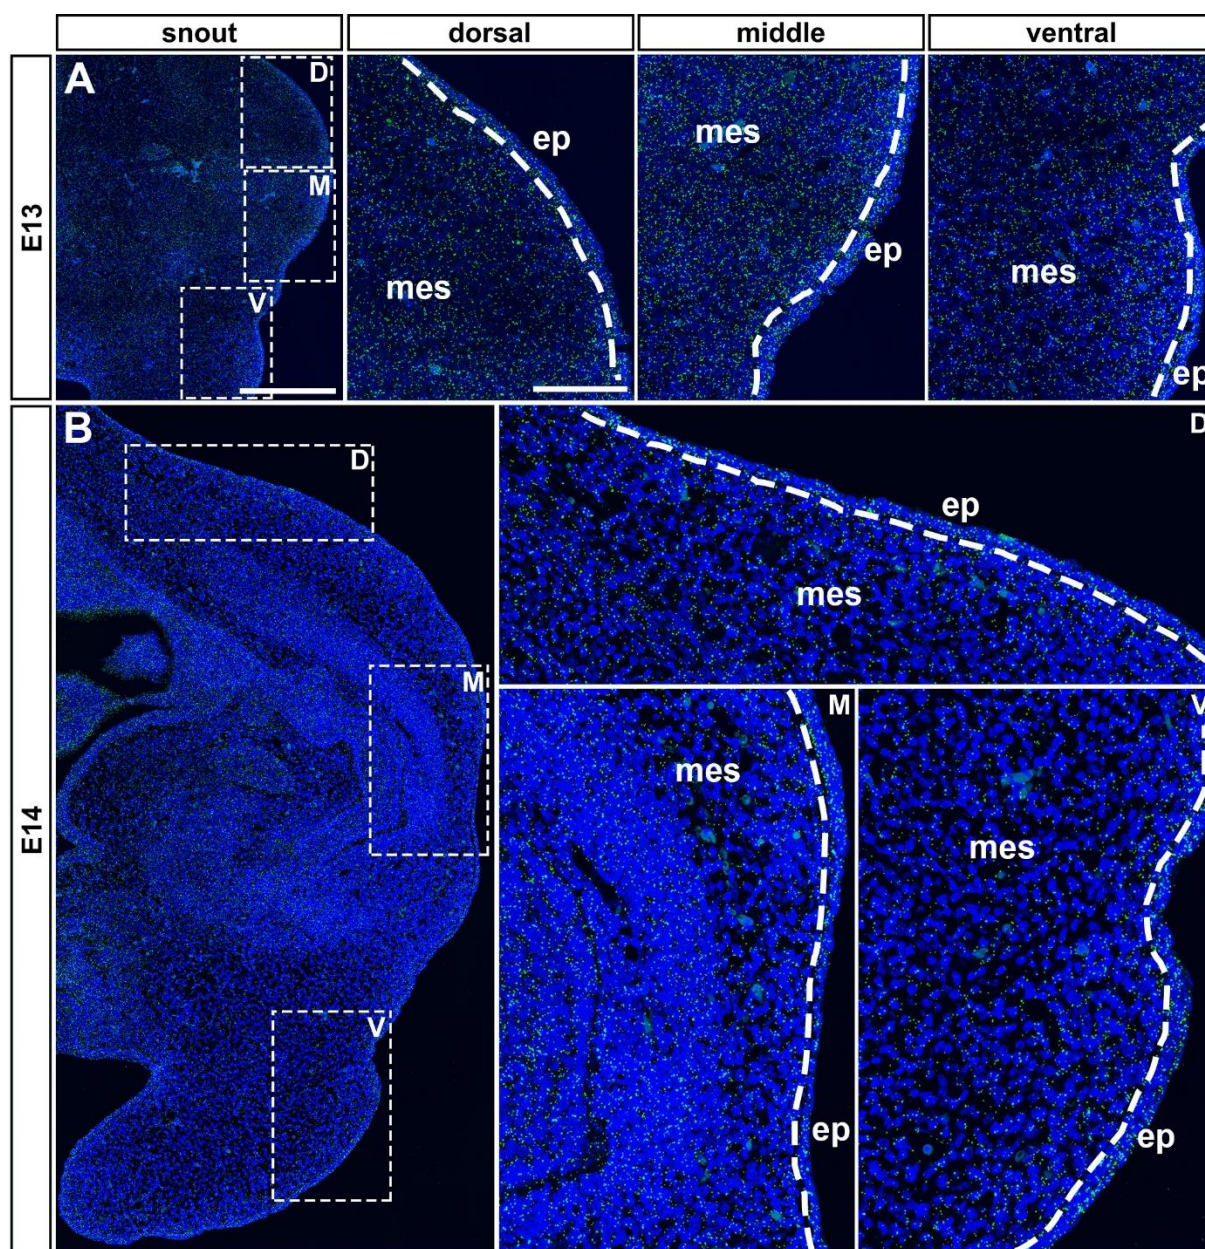 snout dorsal middle ventral
E13
A D M V
mes ep
mes ep
mes ep
E14
B D M V
D ep mes
M mes ep
V mes ep